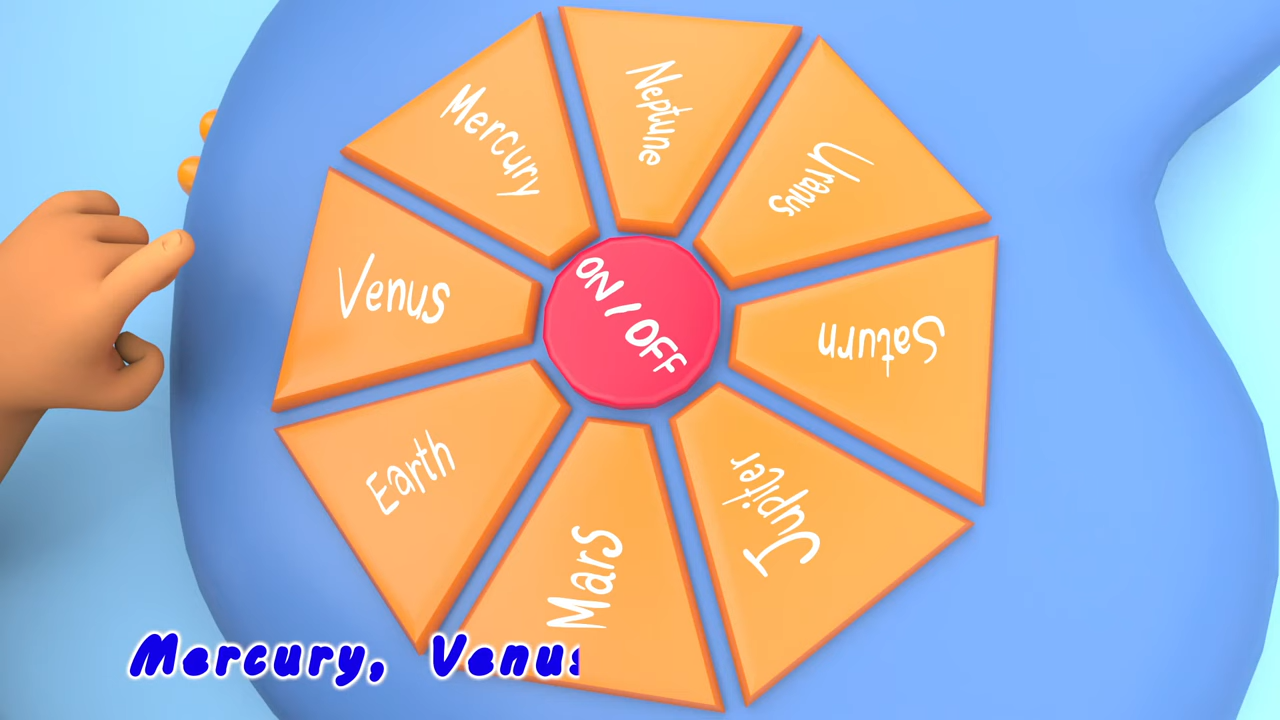 Neptune
Mercury
Uranus
Venus
ON / OFF
Saturn
Earth
Jupiter
Mars
Mercury, Venus